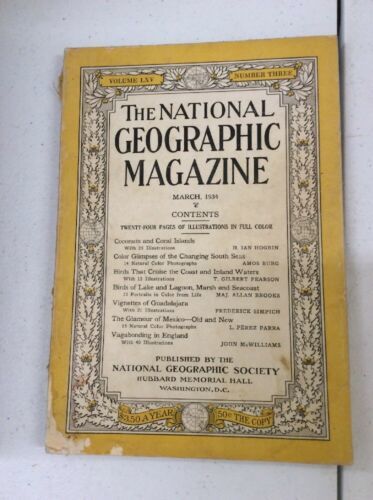 VOLUME LXV
NUMBER THREE
THE NATIONAL
GEOGRAPHIC
MAGAZINE
MARCH, 1934
CONTENTS
TWENTY-FOUR PAGES OF ILLUSTRATIONS IN FULL COLOR
Coconuts and Coral Islands
With 23 Illustrations H. IAN HOGBIN
Color Glimpses of the Changing South Seas
14 Natural Color Photographs AMOS BURG
Birds That Cruise the Coast and Inland Waters
With 12 Illustrations T. GILBERT PEARSON
Birds of Lake and Lagoon, Marsh and Seacoast
Portraits in Color from Life MAJ. ALLAN BROOKS
Vignettes of Guadalajara
With 21 Illustrations FREDERICK SIMPICH
The Glamour of Mexico—Old and New
Natural Color Photographs L. PÉREZ PARRA
Vagabonding in England
With 40 Illustrations JOHN McWILLIAMS
PUBLISHED BY THE
NATIONAL GEOGRAPHIC SOCIETY
HUBBARD MEMORIAL HALL
WASHINGTON, D.C.
$3.50 A YEAR
50¢ THE COPY